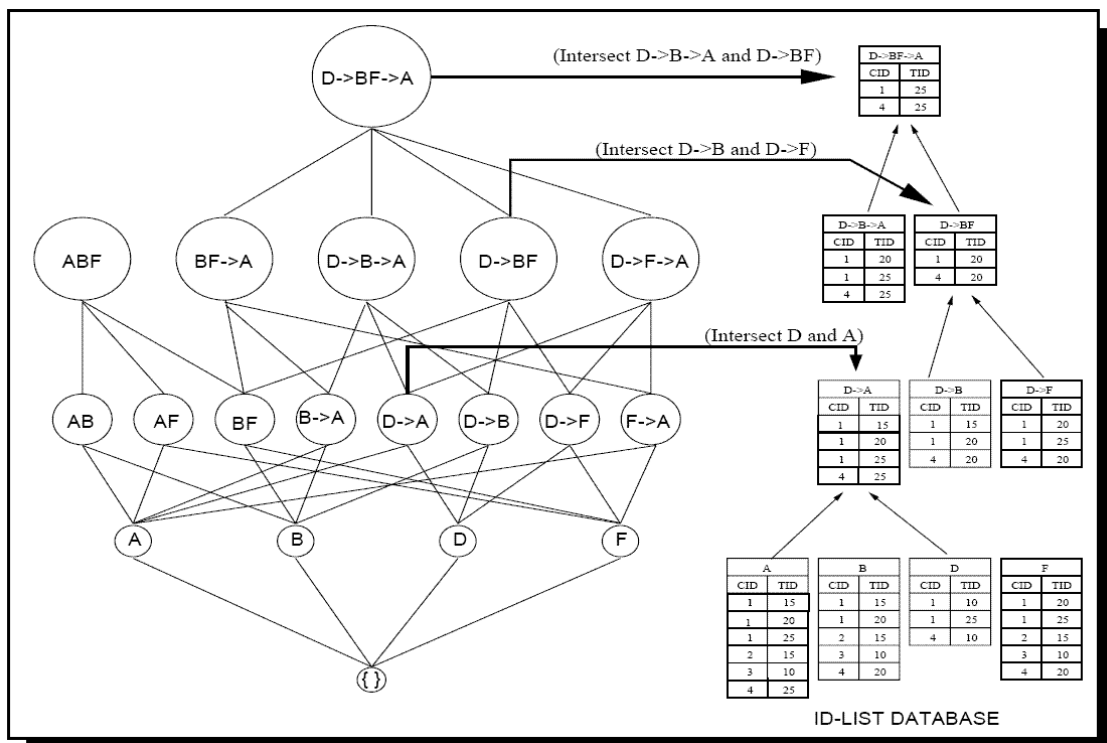 D->BF->A
(Intersect D->B->A and D->BF)
D->BF->A
CID TID
1 25
4 25
(Intersect D->B and D->F)
ABF BF->A D->B->A D->BF D->F->A
D->B->A
CID TID
1 20
1 25
4 25
D->BF
CID TID
1 20
4 20
(Intersect D and A)
AB AF BF B->A D->A D->B D->F F->A
D->A
CID TID
1 15
1 20
1 25
4 25
D->B
CID TID
1 15
1 20
4 20
D->F
CID TID
1 20
1 25
4 20
A B D F
A
CID TID
1 15
1 20
1 25
2 15
3 10
4 25
B
CID TID
1 15
1 20
2 15
3 10
4 20
D
CID TID
1 10
1 25
4 10
F
CID TID
1 20
1 25
2 15
3 10
4 20
{ }
ID-LIST DATABASE